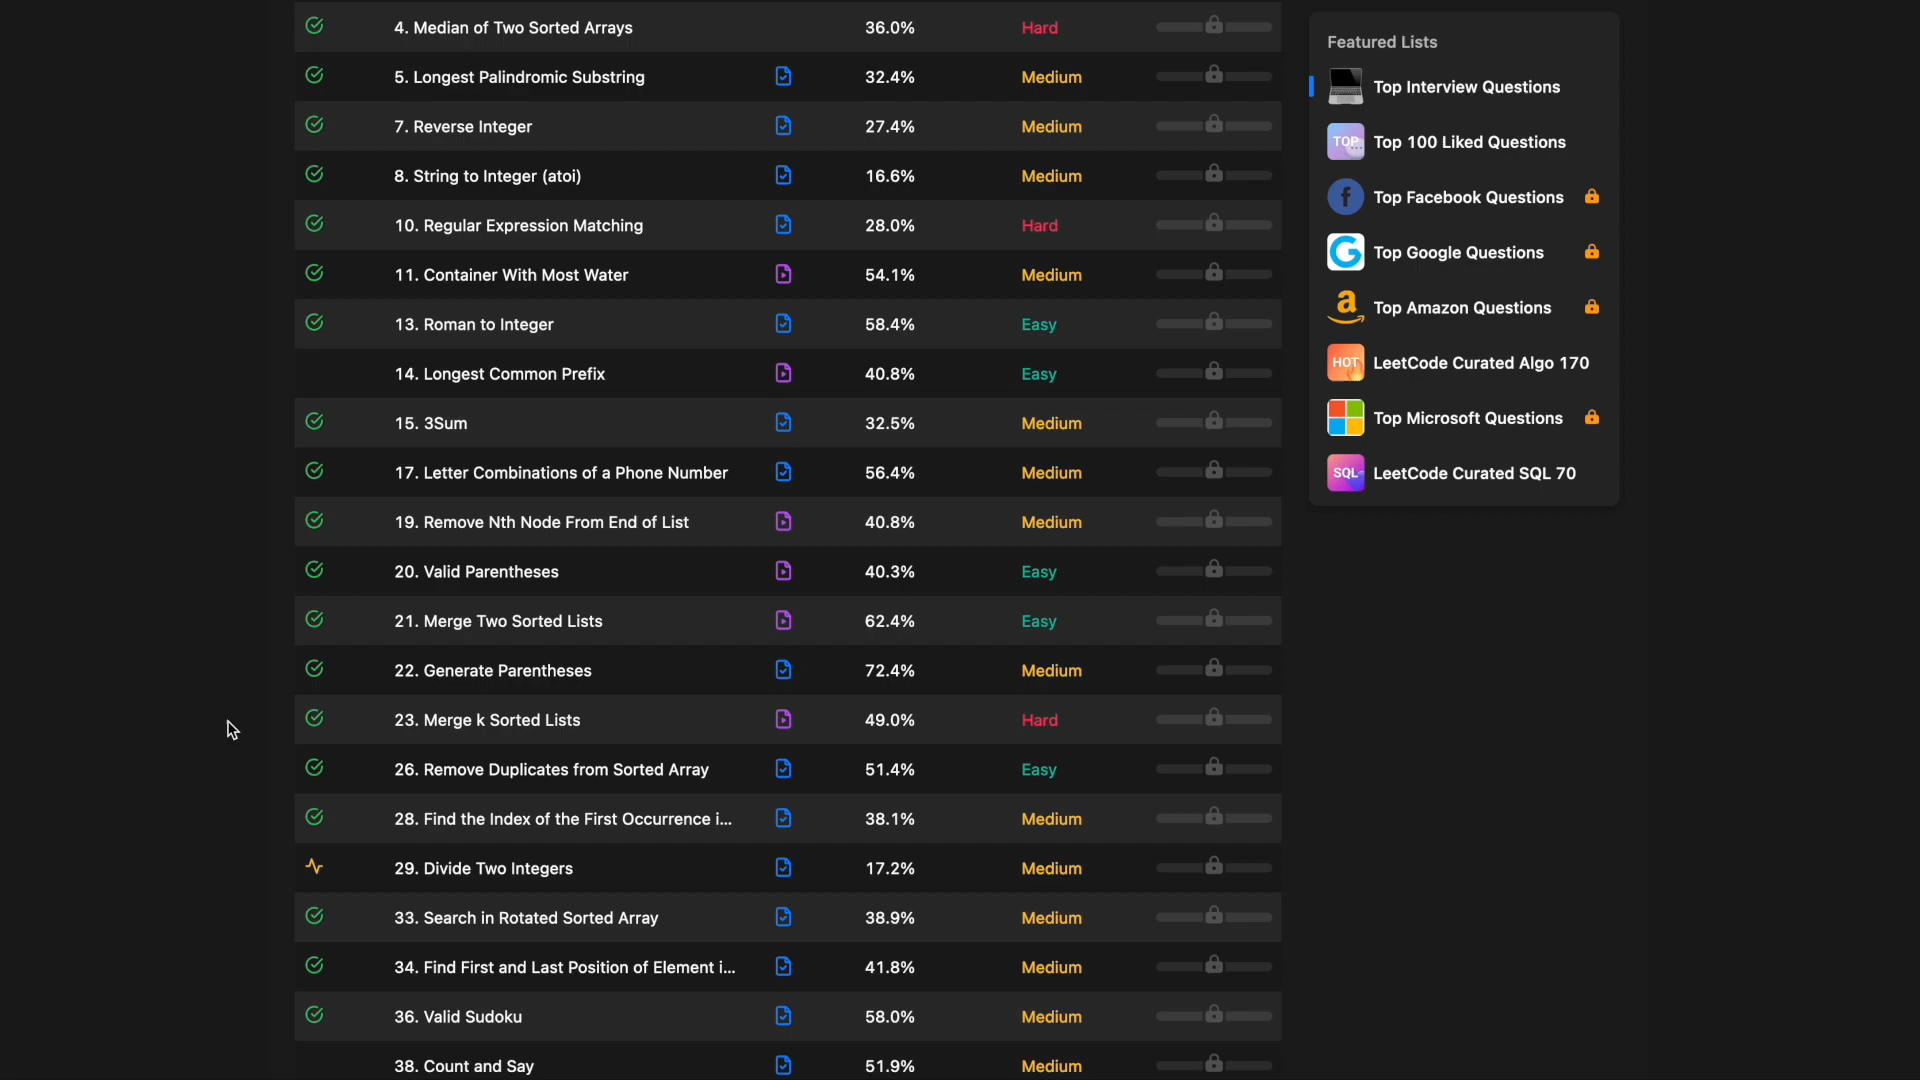 4. Median of Two Sorted Arrays 36.0% Hard
5. Longest Palindromic Substring 32.4% Medium
7. Reverse Integer 27.4% Medium
8. String to Integer (atoi) 16.6% Medium
10. Regular Expression Matching 28.0% Hard
11. Container With Most Water 54.1% Medium
13. Roman to Integer 58.4% Easy
14. Longest Common Prefix 40.8% Easy
15. 3Sum 32.5% Medium
17. Letter Combinations of a Phone Number 56.4% Medium
19. Remove Nth Node From End of List 40.8% Medium
20. Valid Parentheses 40.3% Easy
21. Merge Two Sorted Lists 62.4% Easy
22. Generate Parentheses 72.4% Medium
23. Merge k Sorted Lists 49.0% Hard
26. Remove Duplicates from Sorted Array 51.4% Easy
28. Find the Index of the First Occurrence i... 38.1% Medium
29. Divide Two Integers 17.2% Medium
33. Search in Rotated Sorted Array 38.9% Medium
34. Find First and Last Position of Element i... 41.8% Medium
36. Valid Sudoku 58.0% Medium
38. Count and Say 51.9% Medium
Featured Lists
Top Interview Questions
TOP Top 100 Liked Questions
f Top Facebook Questions
G Top Google Questions
a Top Amazon Questions
HOT LeetCode Curated Algo 170
Top Microsoft Questions
SQL LeetCode Curated SQL 70